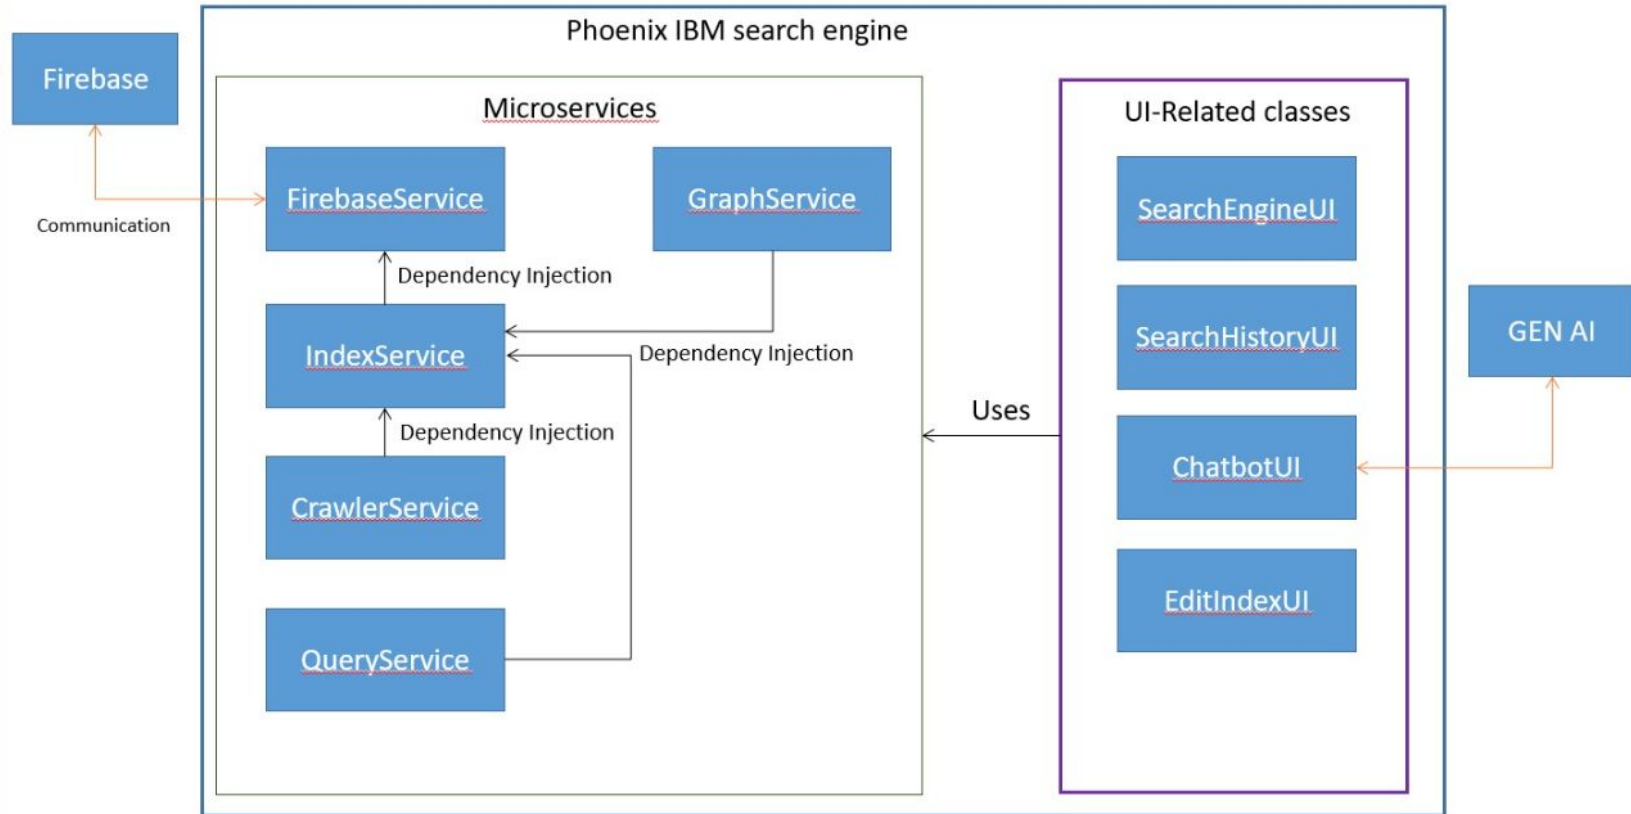 Phoenix IBM search engine
Firebase
Communication
Microservices
FirebaseService
GraphService
Dependency Injection
IndexService
Dependency Injection
Dependency Injection
CrawlerService
QueryService
Uses
UI-Related classes
SearchEngineUI
SearchHistoryUI
ChatbotUI
EditIndexUI
GEN AI